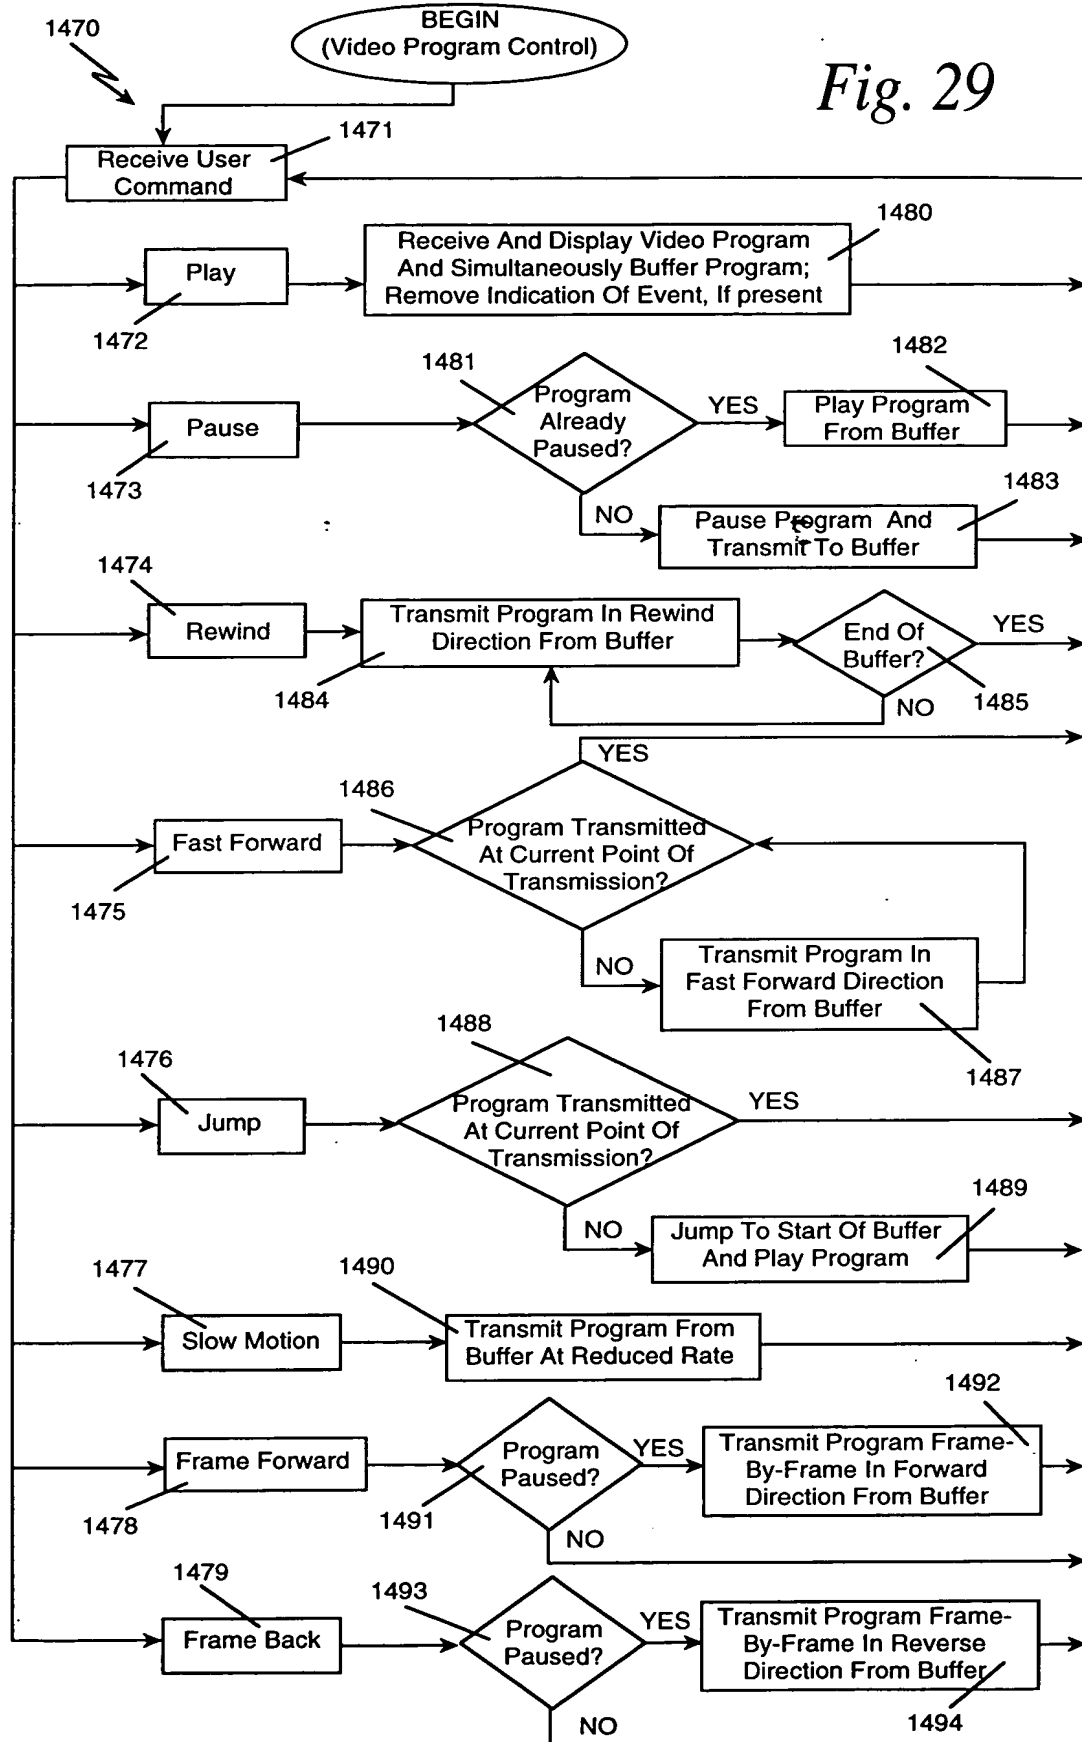 1470
BEGIN
(Video Program Control)
Fig. 29
1471
Receive User
Command
1480
Receive And Display Video Program
And Simultaneously Buffer Program;
Remove Indication Of Event, If present
Play
1472
1481
1482
Program
Already
Paused?
YES
Play Program
From Buffer
Pause
1473
NO
1483
Pause Program And
Transmit To Buffer
1474
Rewind
Transmit Program In Rewind
Direction From Buffer
1484
End Of
Buffer?
YES
1485
NO
YES
1486
Fast Forward
1475
Program Transmitted
At Current Point Of
Transmission?
NO
Transmit Program In
Fast Forward Direction
From Buffer
1487
1488
1476
Jump
Program Transmitted
At Current Point Of
Transmission?
YES
NO
1489
Jump To Start Of Buffer
And Play Program
1477
1490
Slow Motion
Transmit Program From
Buffer At Reduced Rate
1492
Frame Forward
1478
Program
Paused?
1491
YES
Transmit Program Frame-
By-Frame In Forward
Direction From Buffer
NO
1479
1493
Frame Back
Program
Paused?
YES
Transmit Program Frame-
By-Frame In Reverse
Direction From Buffer
NO
1494